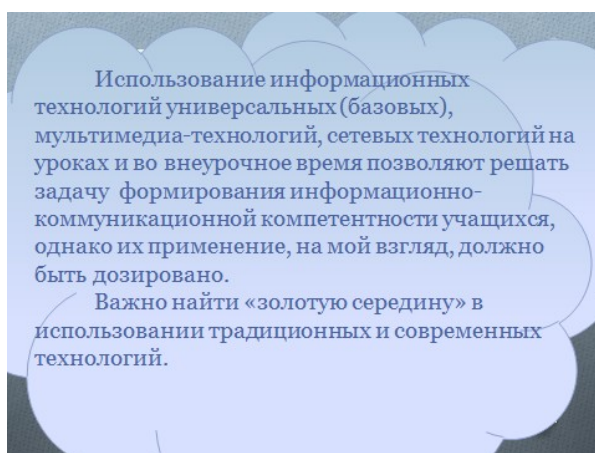 Использование информационных
технологий универсальных (базовых),
мультимедиа-технологий, сетевых технологий на
уроках и во внеурочное время позволяют решать
задачу формирования информационно-
коммуникационной компетентности учащихся,
однако их применение, на мой взгляд, должно
быть дозировано.
Важно найти «золотую середину» в
использовании традиционных и современных
технологий.